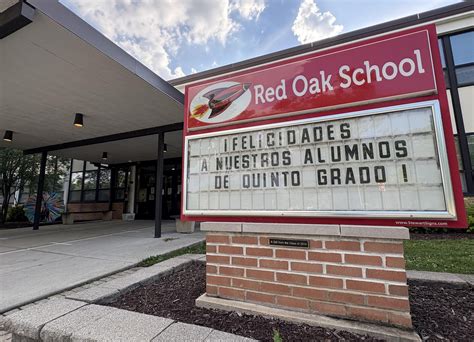 Red Oak School
¡FELICIDADES
A NUESTROS ALUMNOS
DE QUINTO GRADO!